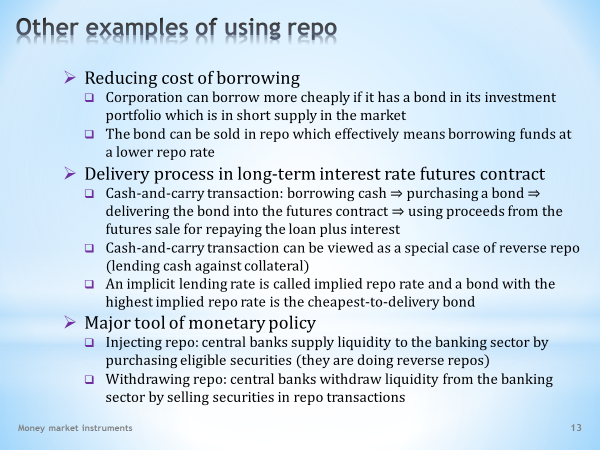 Other examples of using repo
Reducing cost of borrowing
Corporation can borrow more cheaply if it has a bond in its investment
portfolio which is in short supply in the market
The bond can be sold in repo which effectively means borrowing funds at
a lower repo rate
Delivery process in long-term interest rate futures contract
Cash-and-carry transaction: borrowing cash ⇒ purchasing a bond ⇒
delivering the bond into the futures contract ⇒ using proceeds from the
futures sale for repaying the loan plus interest
Cash-and-carry transaction can be viewed as a special case of reverse repo
(lending cash against collateral)
An implicit lending rate is called implied repo rate and a bond with the
highest implied repo rate is the cheapest-to-delivery bond
Major tool of monetary policy
Injecting repo: central banks supply liquidity to the banking sector by
purchasing eligible securities (they are doing reverse repos)
Withdrawing repo: central banks withdraw liquidity from the banking
sector by selling securities in repo transactions
Money market instruments 13